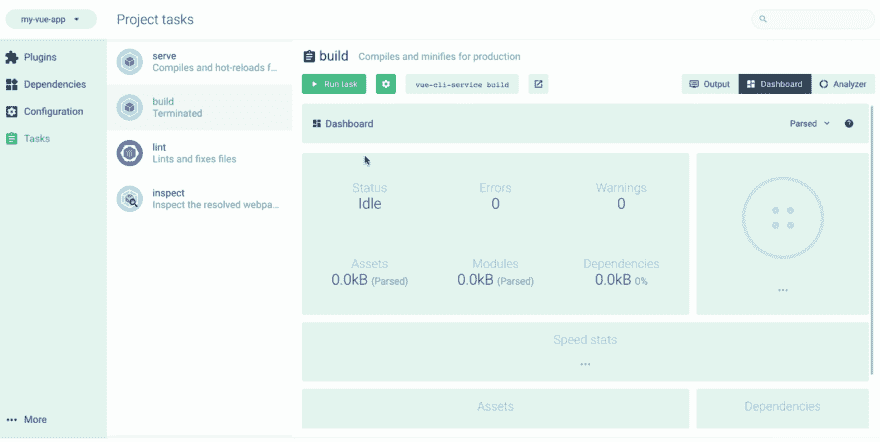 my-vue-app
Project tasks
Plugins
Dependencies
Configuration
Tasks
More
serve
Compiles and hot-reloads f...
build
Terminated
lint
Lints and fixes files
inspect
Inspect the resolved webpa...
build Compiles and minifies for production
Run task
vue-cli-service build
Output
Dashboard
Analyzer
Dashboard
Parsed
Status
Idle
Errors
0
Warnings
0
Assets
0.0kB (Parsed)
Modules
0.0kB (Parsed)
Dependencies
0.0kB 0%
...
Speed stats
...
Assets
Dependencies